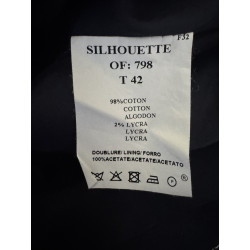 F32
SILHOUETTE
OF: 798
T 42
98%COTON
COTTON
ALGODON
2% LYCRA
LYCRA
LYCRA
DOUBLURE/ LINING/ FORRO
100%ACETATE/ACETATE/ACETATO